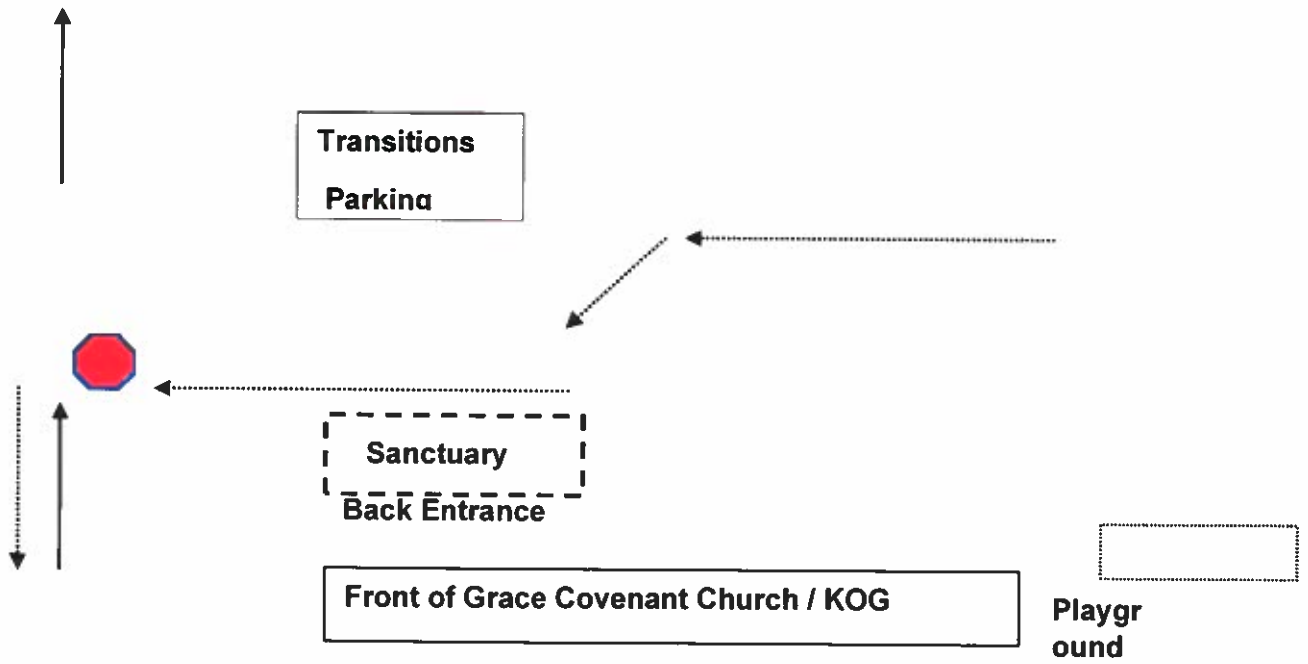 Transitions
Parking
Sanctuary
Back Entrance
Front of Grace Covenant Church / KOG
Playgr
ound